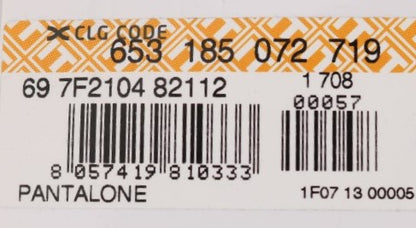 CLG CODE
653 185 072 719
69 7F2104 82112
1 708
00057
8 057419 810333
PANTALONE
1F07 13 00005